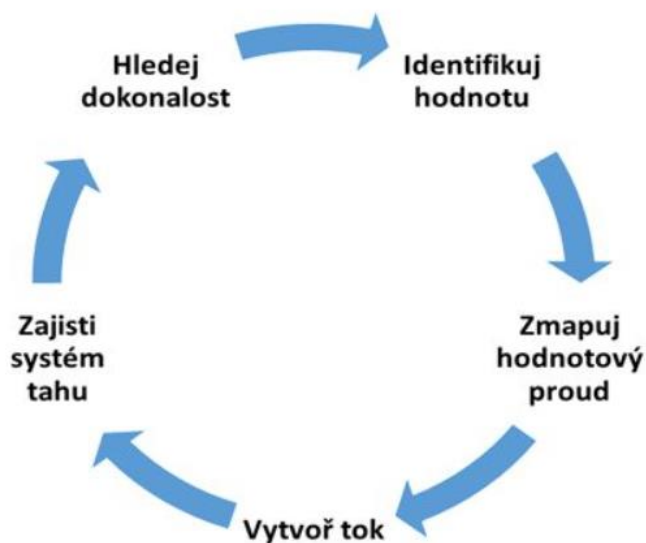 Hledej
dokonalost
Identifikuj
hodnotu
Zmapuj
hodnotový
proud
Vytvoř tok
Zajisti
systém
tahu